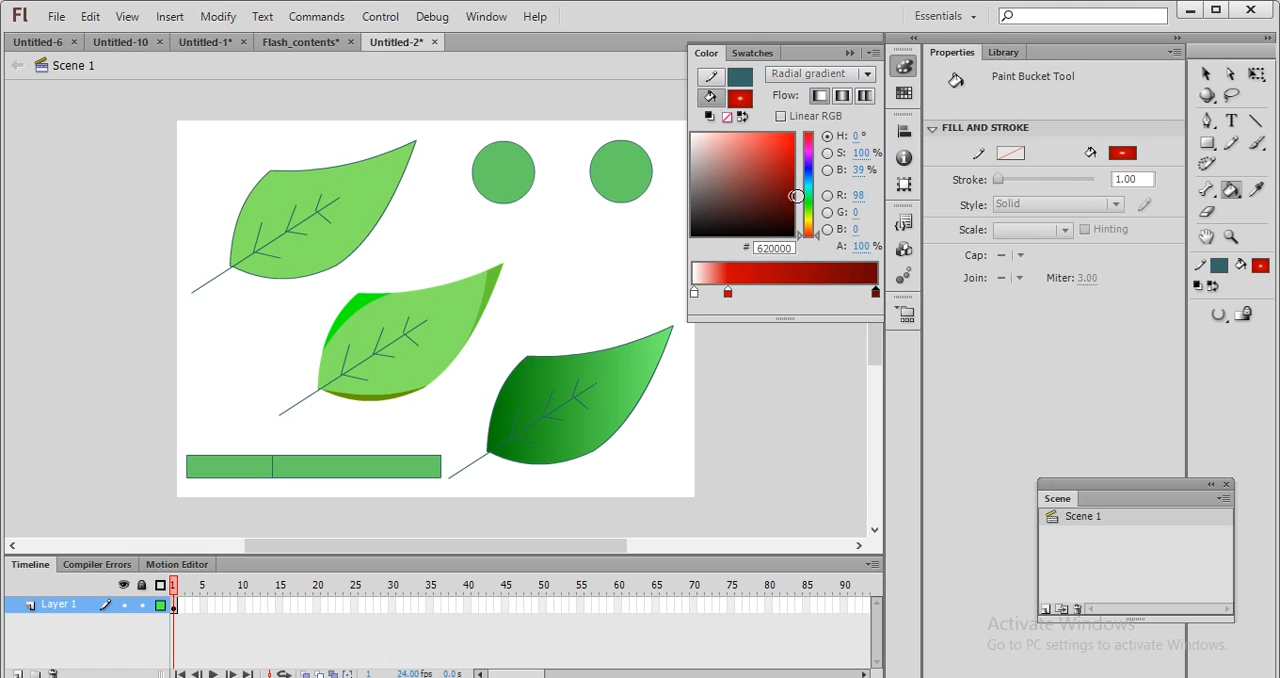 Fl File Edit View Insert Modify Text Commands Control Debug Window Help Essentials
Untitled-6 × Untitled-10 × Untitled-1* × Flash_contents* × Untitled-2* ×
Scene 1
Color Swatches
Radial gradient
Flow:
Linear RGB
H: 0 °
S: 100 %
B: 39 %
R: 98
G: 0
B: 0
A: 100 %
# 620000
Properties Library
Paint Bucket Tool
FILL AND STROKE
Stroke: 1.00
Style: Solid
Scale: Hinting
Cap:
Join: Miter: 3.00
Scene
Scene 1
Timeline Compiler Errors Motion Editor
1 5 10 15 20 25 30 35 40 45 50 55 60 65 70 75 80 85 90
Layer 1
1 24.00 fps 0.0 s
Activate Windows
Go to PC settings to activate Windows.